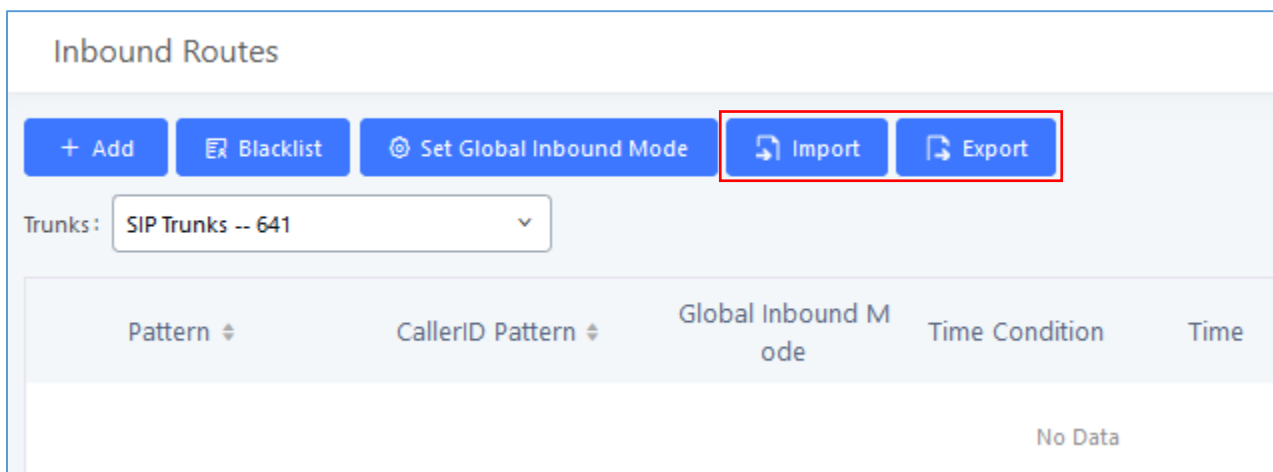 Inbound Routes
+ Add Blacklist Set Global Inbound Mode Import Export
Trunks: SIP Trunks -- 641
Pattern CallerID Pattern Global Inbound M
ode Time Condition Time
No Data